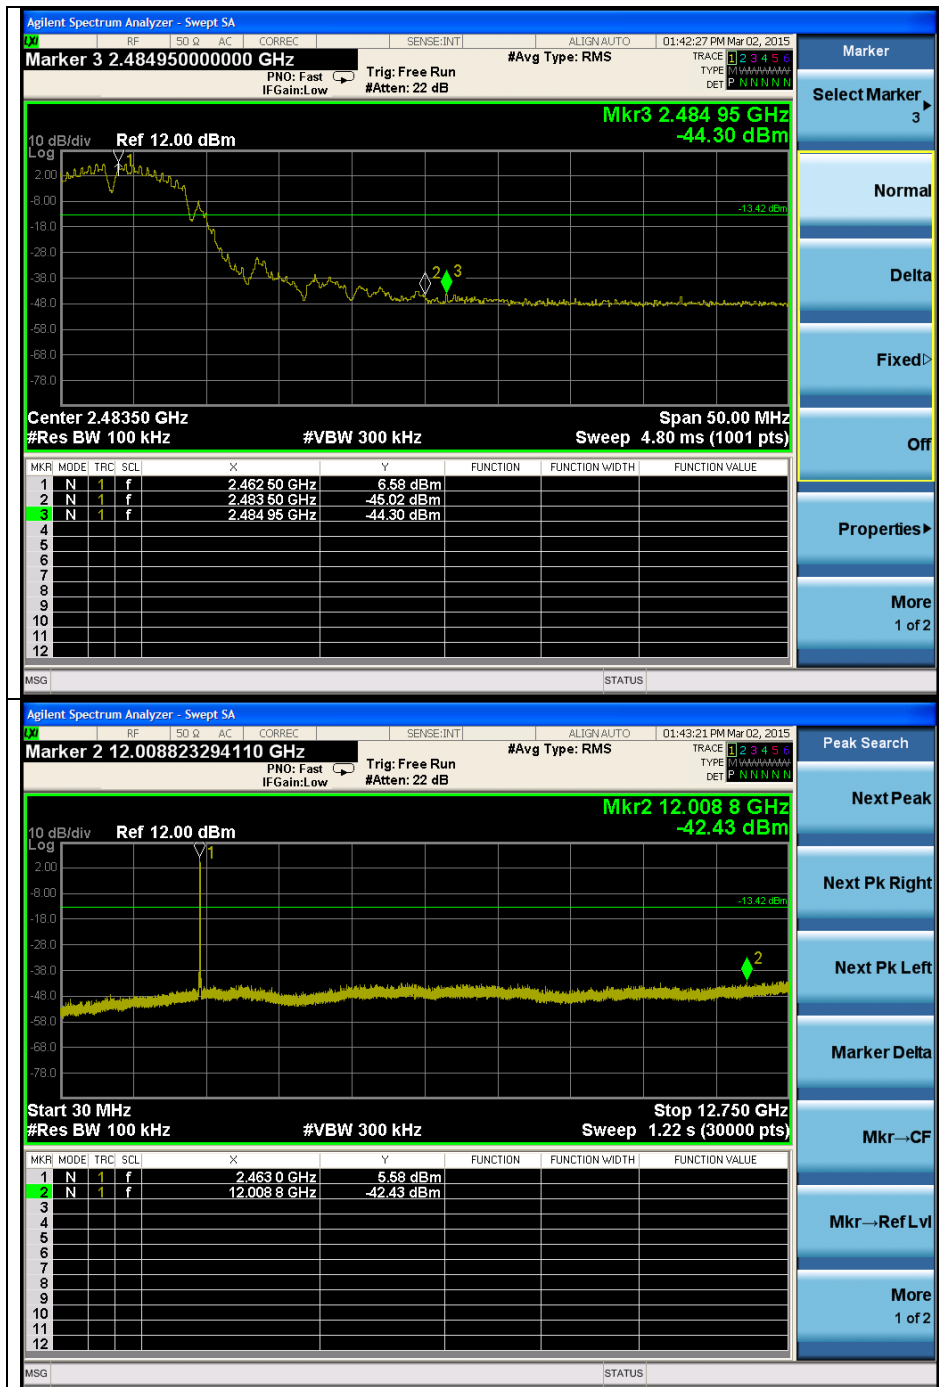 Agilent Spectrum Analyzer - Swept SA
LXI RF 50 Ω AC CORREC SENSE:INT ALIGN AUTO 01:42:27 PM Mar 02, 2015
Marker 3 2.484950000000 GHz #Avg Type: RMS TRACE 1 2 3 4 5 6
PNO: Fast Trig: Free Run TYPE M
IFGain:Low #Atten: 22 dB DET P N N N N N
Mkr3 2.484 95 GHz
-44.30 dBm
10 dB/div Ref 12.00 dBm
Log
1
2.00
-8.00
-13.42 dBm
-18.0
-28.0
2 3
-38.0
-48.0
-58.0
-68.0
-78.0
Center 2.48350 GHz Span 50.00 MHz
#Res BW 100 kHz #VBW 300 kHz Sweep 4.80 ms (1001 pts)
MKR MODE TRC SCL X Y FUNCTION FUNCTION WIDTH FUNCTION VALUE
1 N 1 f 2.462 50 GHz 6.58 dBm
2 N 1 f 2.483 50 GHz -45.02 dBm
3 N 1 f 2.484 95 GHz -44.30 dBm
4
5
6
7
8
9
10
11
12
MSG STATUS
Marker
Select Marker
3
Normal
Delta
Fixed
Off
Properties
More
1 of 2
Agilent Spectrum Analyzer - Swept SA
LXI RF 50 Ω AC CORREC SENSE:INT ALIGN AUTO 01:43:21 PM Mar 02, 2015
Marker 2 12.008823294110 GHz #Avg Type: RMS TRACE 1 2 3 4 5 6
PNO: Fast Trig: Free Run TYPE M
IFGain:Low #Atten: 22 dB DET P N N N N N
Mkr2 12.008 8 GHz
-42.43 dBm
10 dB/div Ref 12.00 dBm
Log
1
2.00
-8.00
-13.42 dBm
-18.0
-28.0
2
-38.0
-48.0
-58.0
-68.0
-78.0
Start 30 MHz Stop 12.750 GHz
#Res BW 100 kHz #VBW 300 kHz Sweep 1.22 s (30000 pts)
MKR MODE TRC SCL X Y FUNCTION FUNCTION WIDTH FUNCTION VALUE
1 N 1 f 2.463 0 GHz 5.58 dBm
2 N 1 f 12.008 8 GHz -42.43 dBm
3
4
5
6
7
8
9
10
11
12
MSG STATUS
Peak Search
Next Peak
Next Pk Right
Next Pk Left
Marker Delta
Mkr→CF
Mkr→Ref Lvl
More
1 of 2